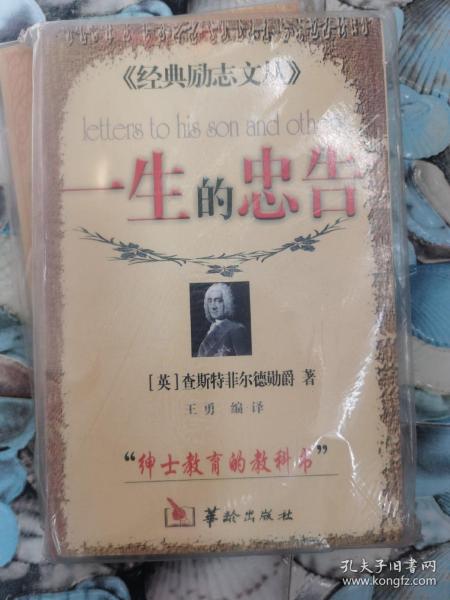 《经典励志文丛》
letters to his son and oth
一生的忠告
[英]查斯特菲尔德勋爵 著
王勇 编译
“绅士教育的教科书”
华龄出版社
孔夫子旧书网
www.kongfz.com